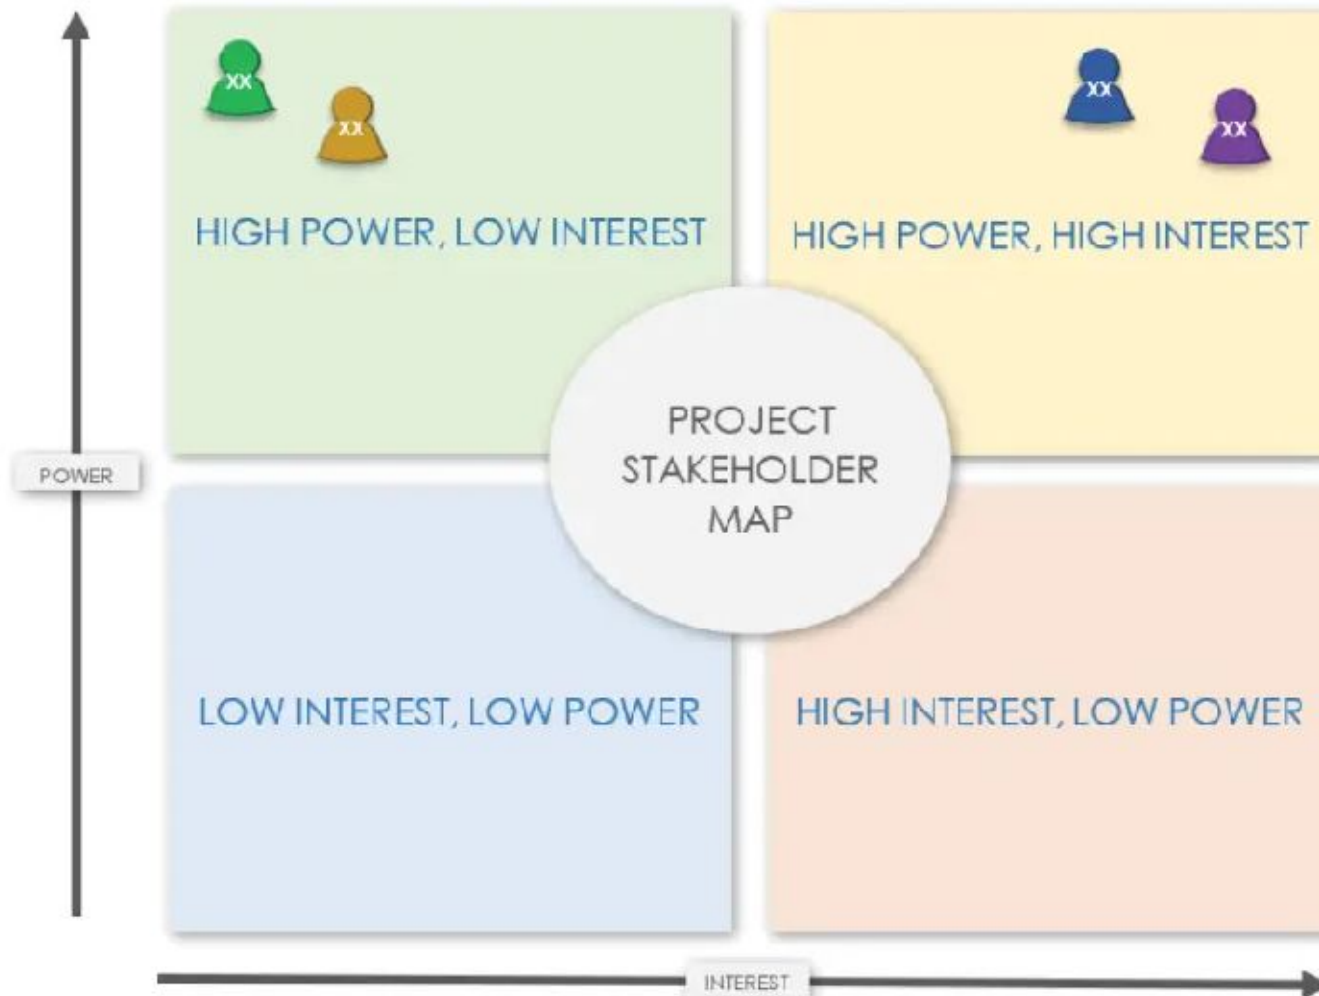 XX
XX
XX
XX
HIGH POWER, LOW INTEREST
HIGH POWER, HIGH INTEREST
PROJECT
STAKEHOLDER
MAP
POWER
LOW INTEREST, LOW POWER
HIGH INTEREST, LOW POWER
INTEREST